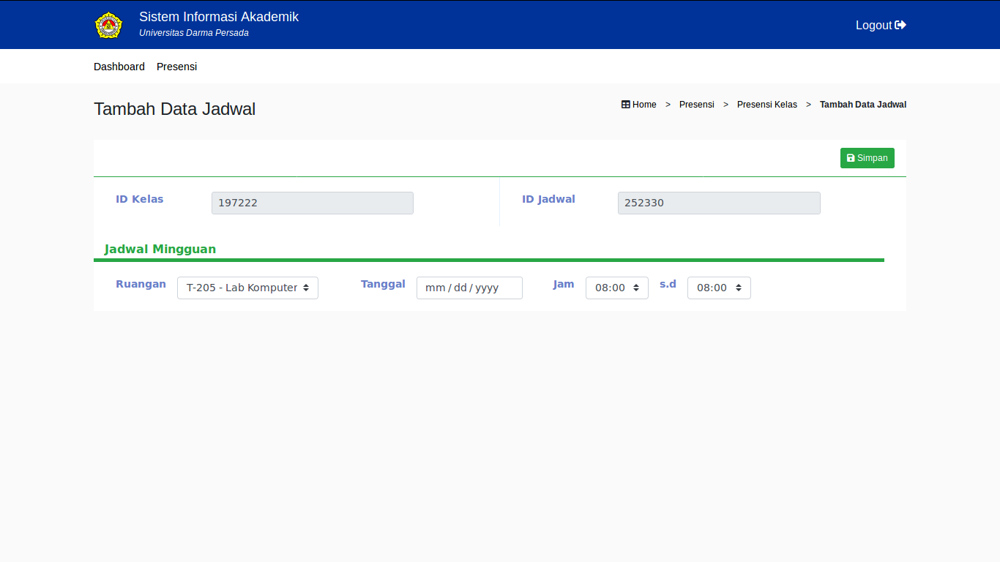 Sistem Informasi Akademik
Universitas Darma Persada
Logout
Dashboard Presensi
Tambah Data Jadwal
Home > Presensi > Presensi Kelas > Tambah Data Jadwal
Simpan
ID Kelas 197222 ID Jadwal 252330
Jadwal Mingguan
Ruangan T-205 - Lab Komputer Tanggal mm / dd / yyyy Jam 08:00 s.d 08:00